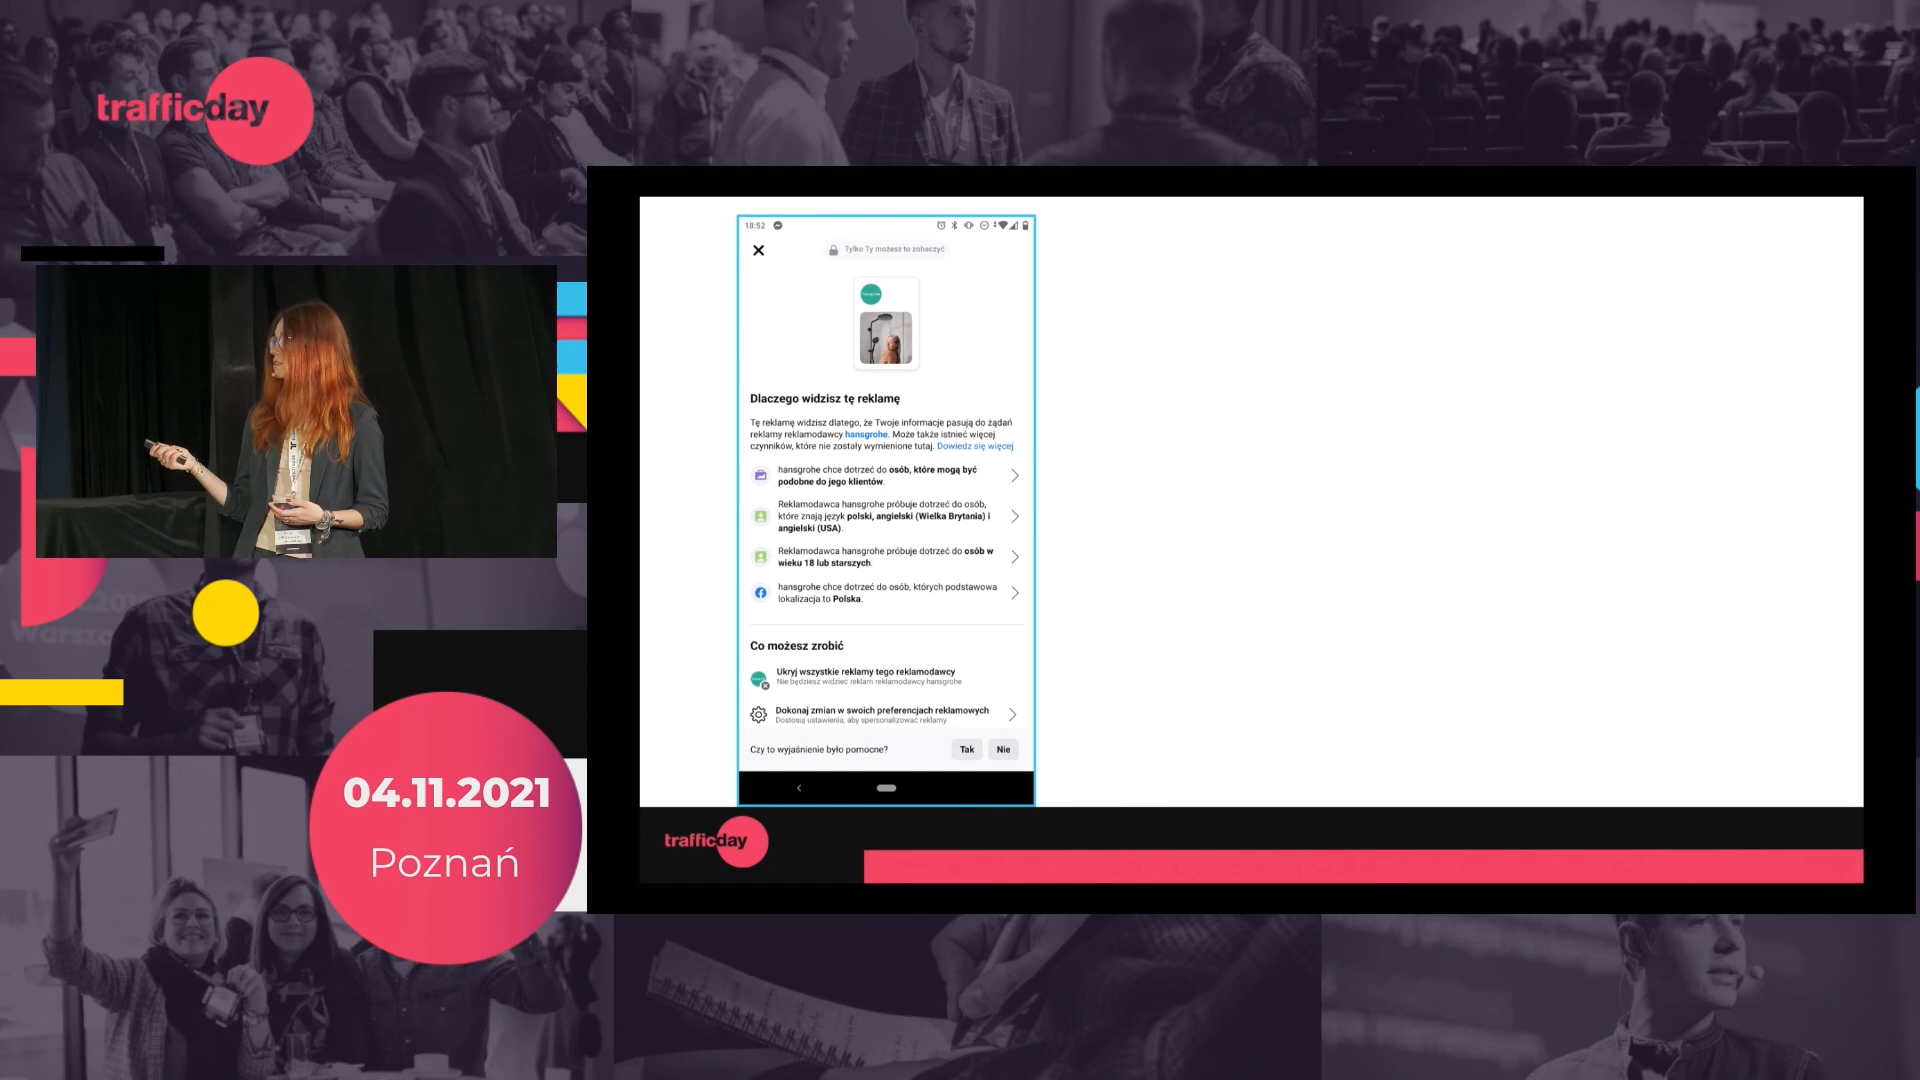 trafficday
18:52
Tylko Ty możesz to zobaczyć
Dlaczego widzisz tę reklamę
Tę reklamę widzisz dlatego, że Twoje informacje pasują do żądań
reklamy reklamodawcy hansgrohe. Może także istnieć więcej
czynników, które nie zostały wymienione tutaj. Dowiedz się więcej
hansgrohe chce dotrzeć do osób, które mogą być
podobne do jego klientów.
Reklamodawca hansgrohe próbuje dotrzeć do osób,
które znają język polski, angielski (Wielka Brytania) i
angielski (USA).
Reklamodawca hansgrohe próbuje dotrzeć do osób w
wieku 18 lub starszych.
hansgrohe chce dotrzeć do osób, których podstawowa
lokalizacja to Polska.
Co możesz zrobić
Ukryj wszystkie reklamy tego reklamodawcy
Nie będziesz widzieć reklam reklamodawcy hansgrohe
Dokonaj zmian w swoich preferencjach reklamowych
Dostosuj ustawienia, aby spersonalizować reklamy
Czy to wyjaśnienie było pomocne?
Tak
Nie
trafficday
04.11.2021
Poznań